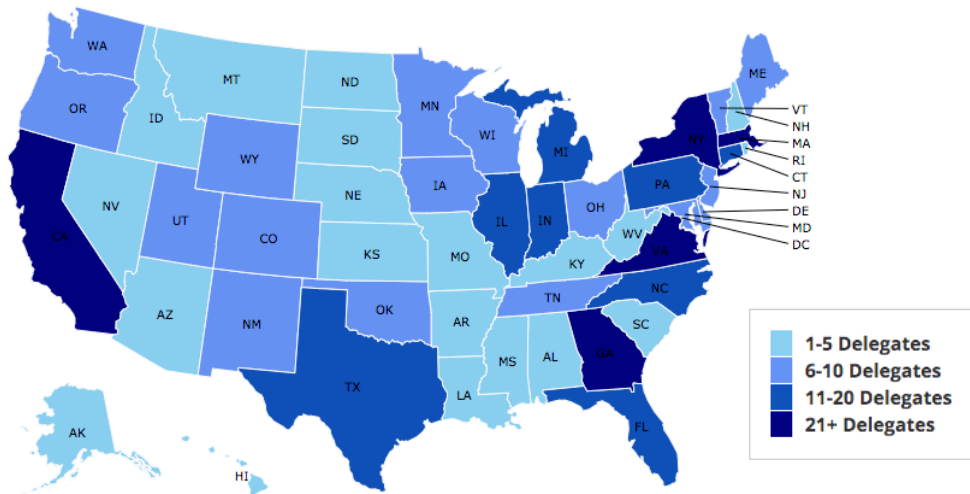 WA
MT
ND
MN
ME
OR
ID
SD
WI
MI
NY
VT
NH
MA
RI
CT
NJ
DE
MD
DC
WY
NE
IA
PA
NV
UT
CO
IL
IN
OH
CA
KS
MO
WV
VA
KY
AZ
NM
OK
TN
NC
AR
SC
TX
MS
AL
GA
LA
FL
AK
HI
1-5 Delegates
6-10 Delegates
11-20 Delegates
21+ Delegates